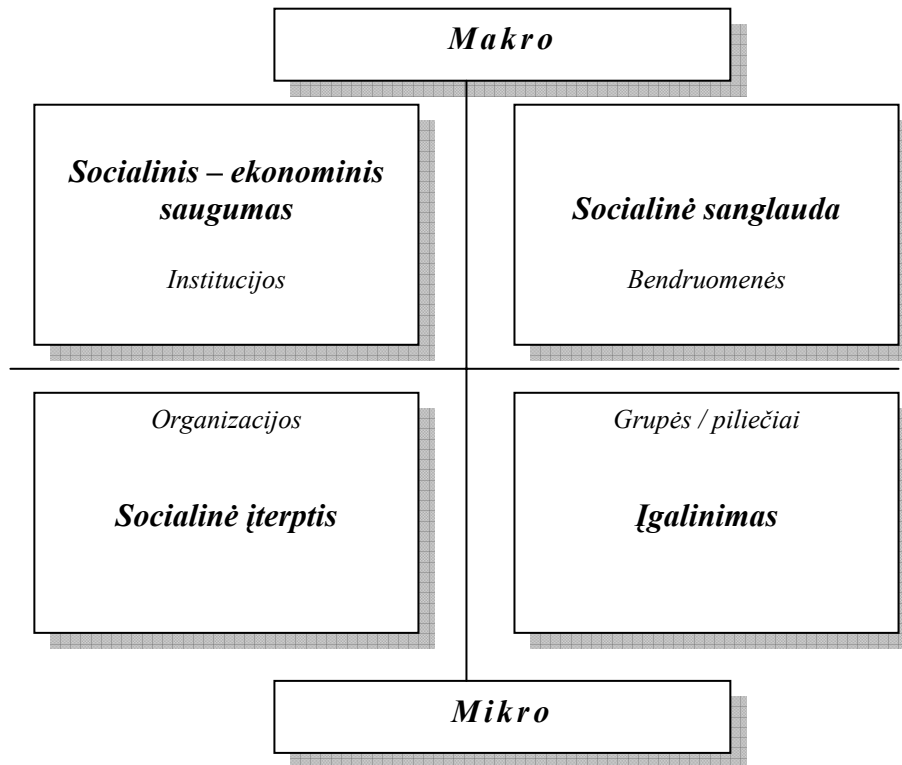 Makro
Socialinis – ekonominis
saugumas
Institucijos
Socialinė sanglauda
Bendruomenės
Organizacijos
Socialinė įterptis
Grupės / piliečiai
Įgalinimas
Mikro